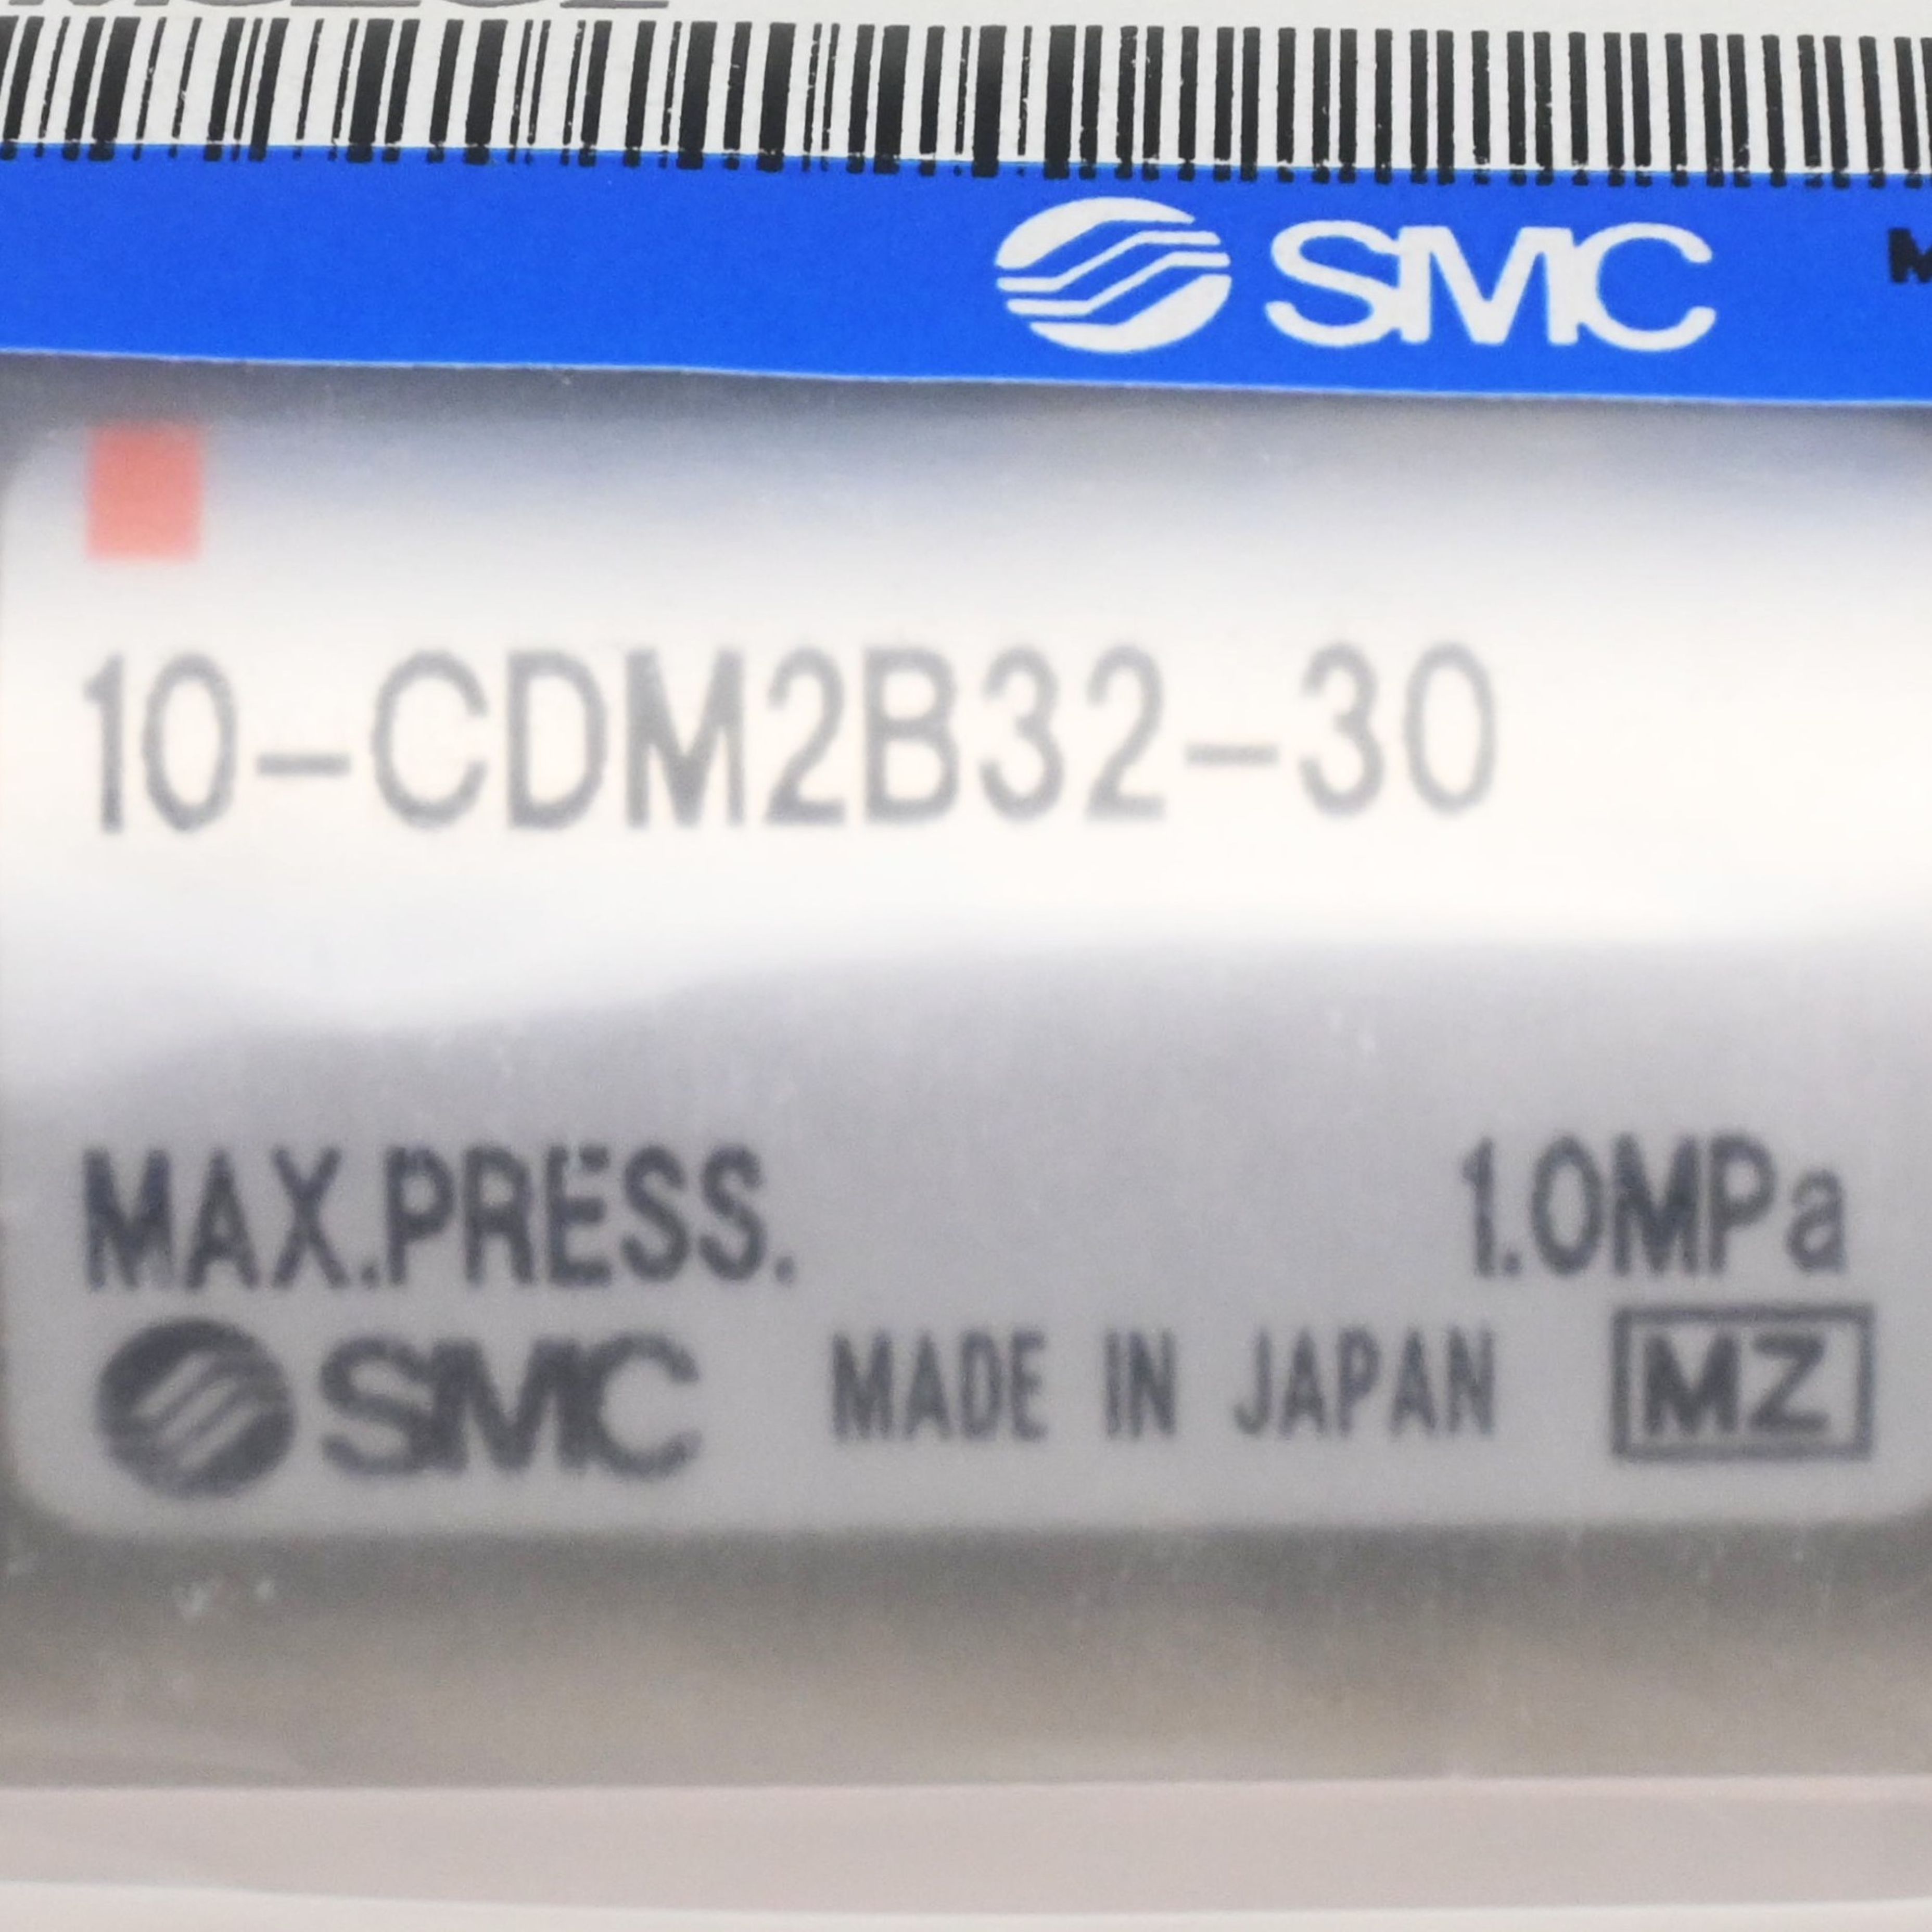 SMC
10-CDM2B32-30
MAX.PRESS. 1.0MPa
SMC MADE IN JAPAN MZ